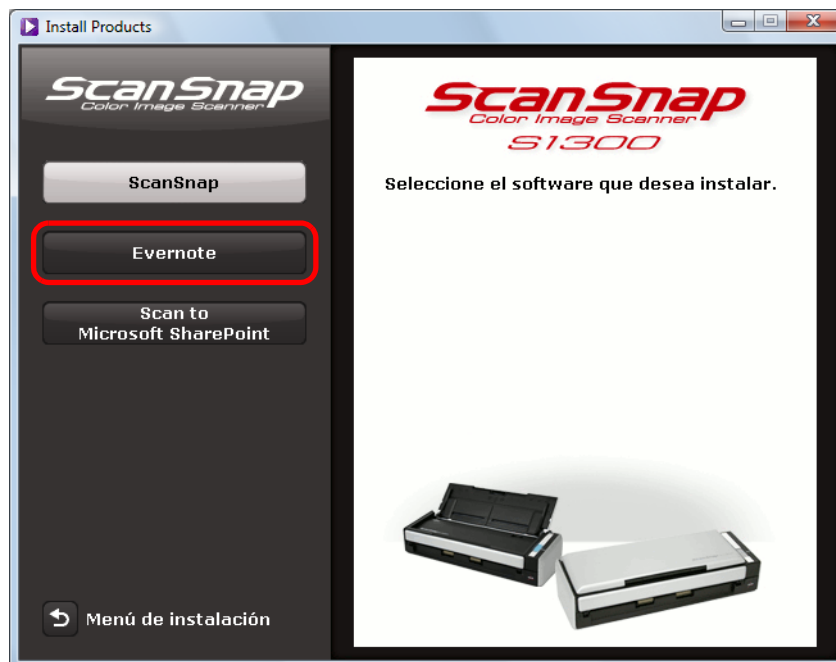 Install Products
ScanSnap
Color Image Scanner
ScanSnap
Evernote
Scan to
Microsoft SharePoint
Menú de instalación
ScanSnap
Color Image Scanner
S1300
Seleccione el software que desea instalar.